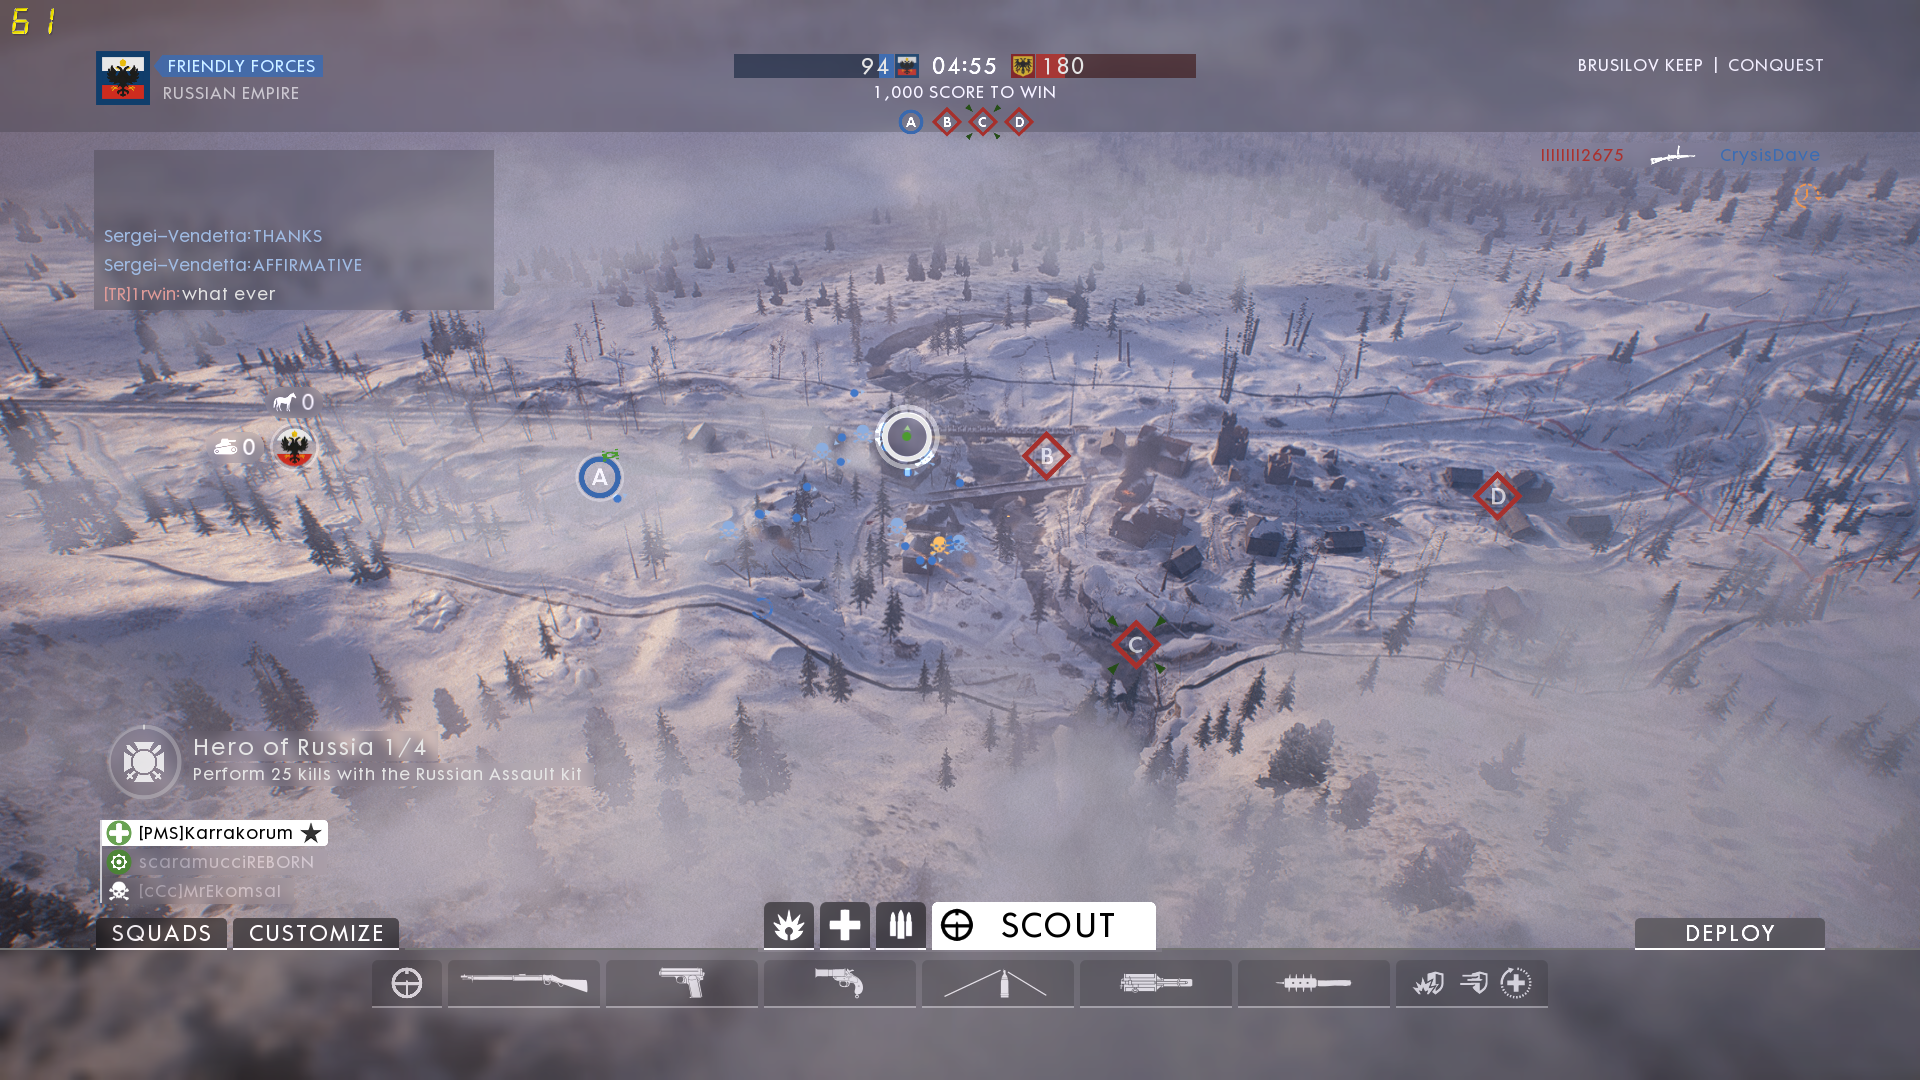 61
FRIENDLY FORCES
RUSSIAN EMPIRE
94 04:55 180
1,000 SCORE TO WIN
A B C D
BRUSILOV KEEP | CONQUEST
IIIIIIII2675 CrysisDave
Sergei-Vendetta:THANKS
Sergei-Vendetta:AFFIRMATIVE
[TR]1rwin:what ever
0
0
A
B
D
C
Hero of Russia 1/4
Perform 25 kills with the Russian Assault kit
[PMS]Karrakorum
scaramucciREBORN
[cCc]MrEkomsal
SQUADS CUSTOMIZE
SCOUT
DEPLOY